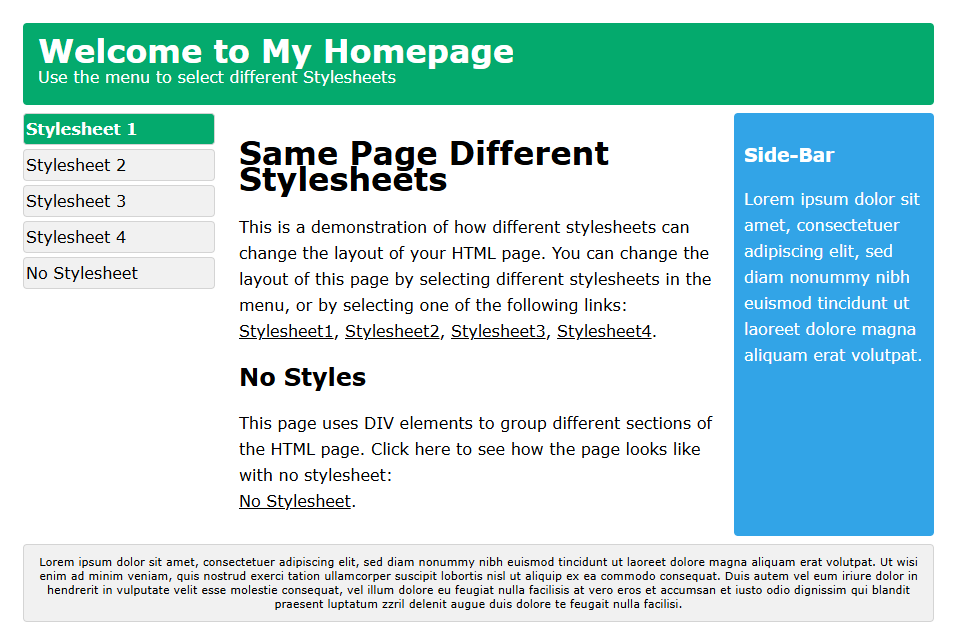 Welcome to My Homepage
Use the menu to select different Stylesheets
Stylesheet 1
Stylesheet 2
Stylesheet 3
Stylesheet 4
No Stylesheet
Same Page Different
Stylesheets
This is a demonstration of how different stylesheets can
change the layout of your HTML page. You can change the
layout of this page by selecting different stylesheets in the
menu, or by selecting one of the following links:
Stylesheet1, Stylesheet2, Stylesheet3, Stylesheet4.
No Styles
This page uses DIV elements to group different sections of
the HTML page. Click here to see how the page looks like
with no stylesheet:
No Stylesheet.
Side-Bar
Lorem ipsum dolor sit
amet, consectetuer
adipiscing elit, sed
diam nonummy nibh
euismod tincidunt ut
laoreet dolore magna
aliquam erat volutpat.
Lorem ipsum dolor sit amet, consectetuer adipiscing elit, sed diam nonummy nibh euismod tincidunt ut laoreet dolore magna aliquam erat volutpat. Ut wisi
enim ad minim veniam, quis nostrud exerci tation ullamcorper suscipit lobortis nisl ut aliquip ex ea commodo consequat. Duis autem vel eum iriure dolor in
hendrerit in vulputate velit esse molestie consequat, vel illum dolore eu feugiat nulla facilisis at vero eros et accumsan et iusto odio dignissim qui blandit
praesent luptatum zzril delenit augue duis dolore te feugait nulla facilisi.